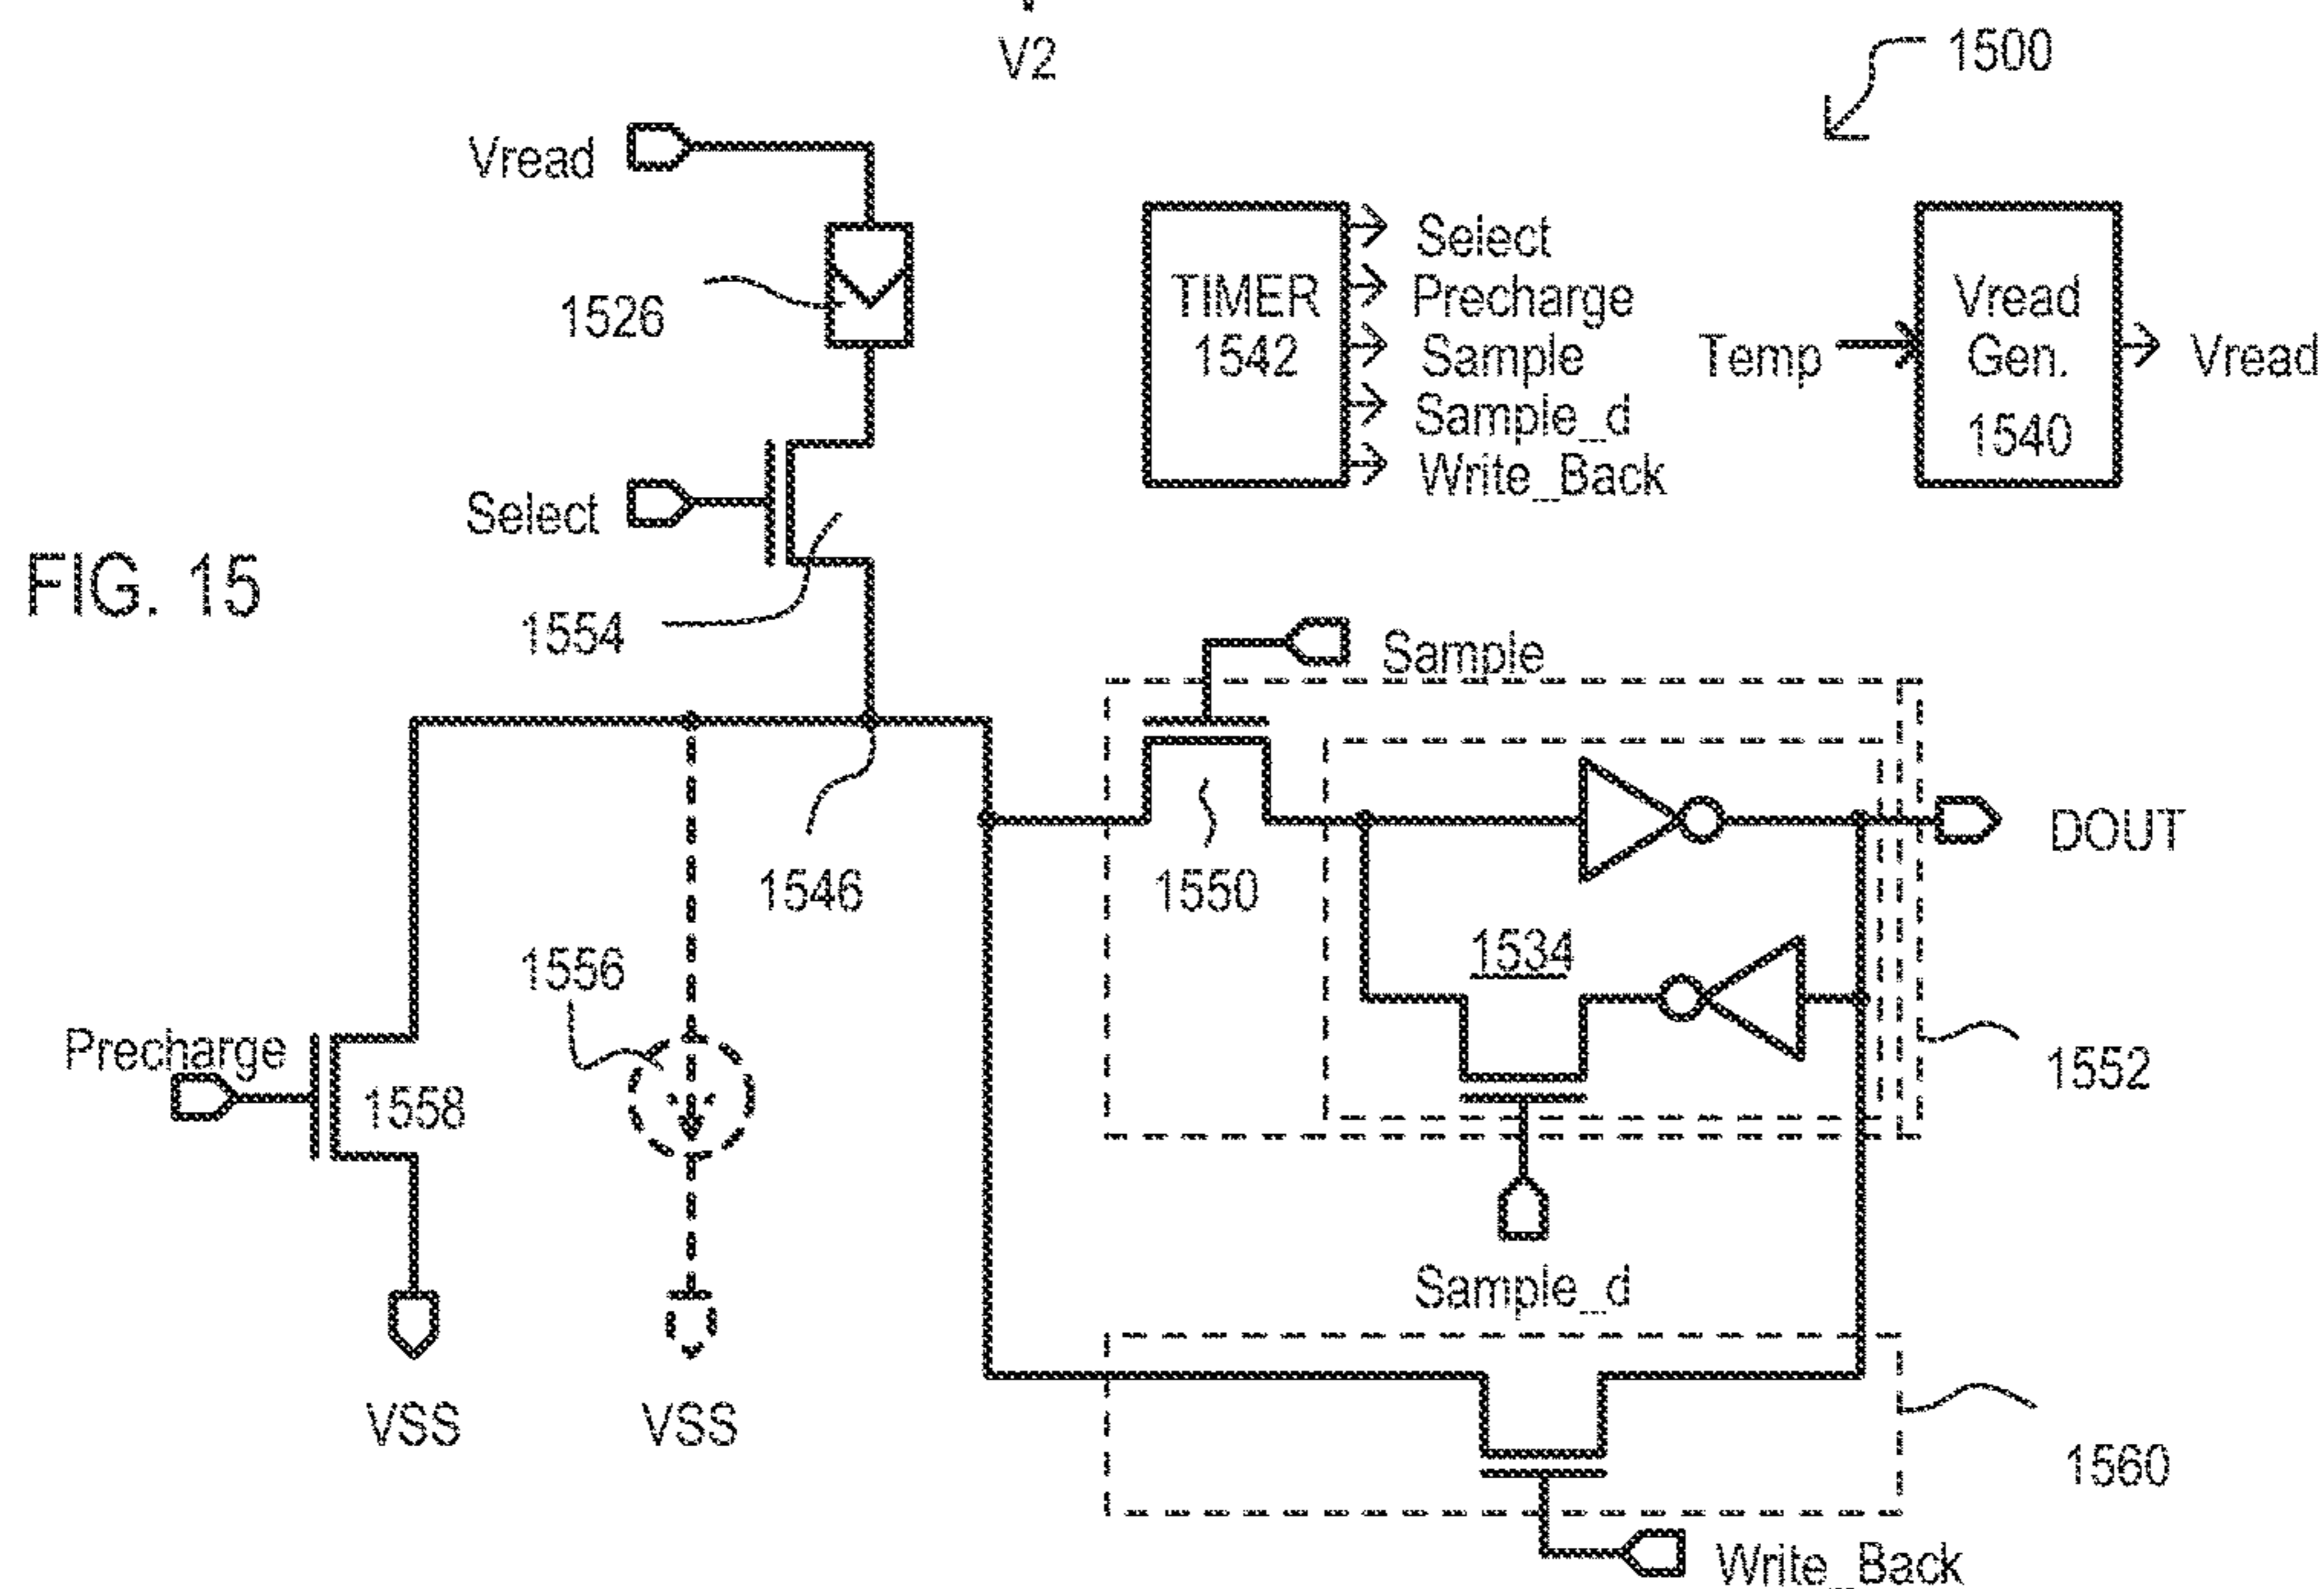 V2
1500
Vread
1526
TIMER
1542
Select
Precharge
Sample
Sample_d
Write_Back
Temp
Vread
Gen.
1540
Vread
Select
FIG. 15
1554
Sample
1546
1550
DOUT
1534
1556
Precharge
1558
1552
Sample_d
VSS
VSS
1560
Write_Back